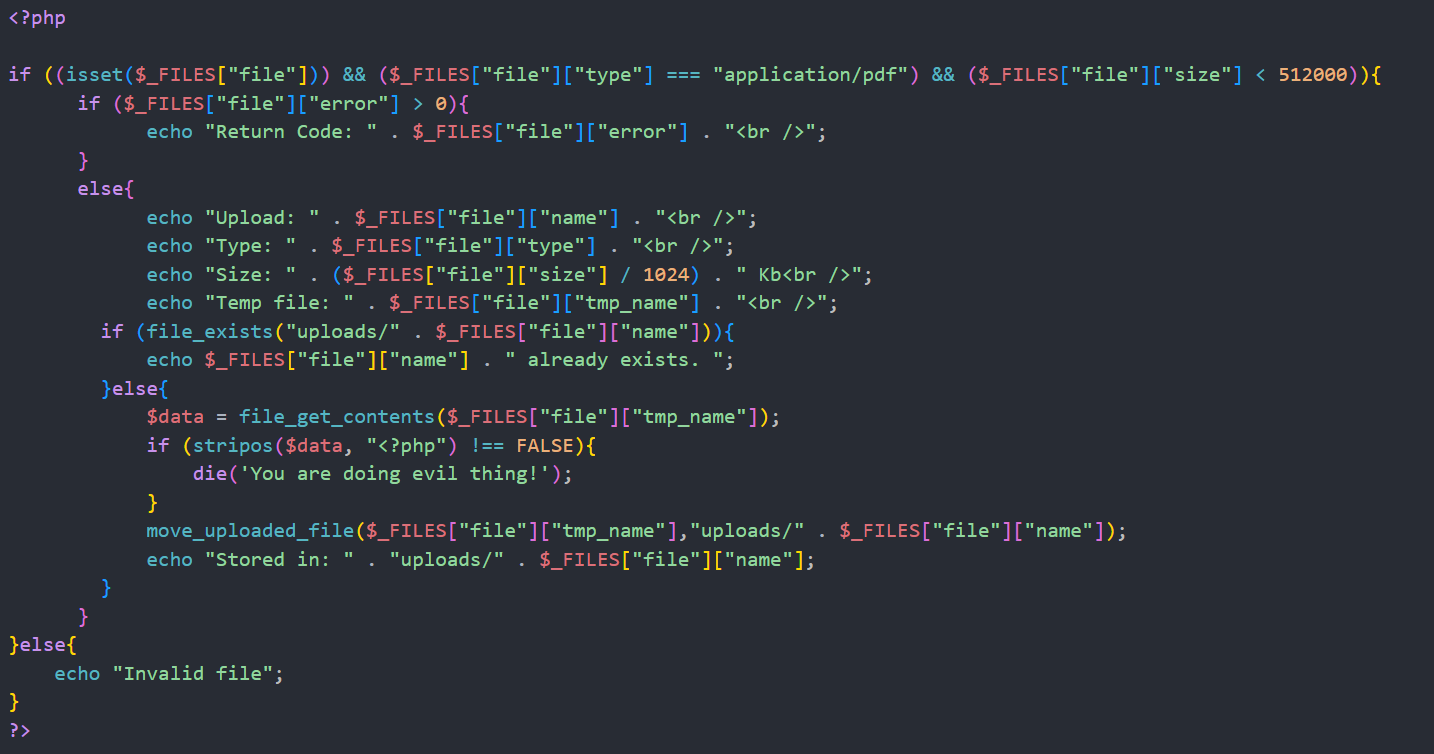 <?php
if ((isset($_FILES["file"])) && ($_FILES["file"]["type"] === "application/pdf") && ($_FILES["file"]["size"] < 512000)){
if ($_FILES["file"]["error"] > 0){
echo "Return Code: " . $_FILES["file"]["error"] . "<br />";
}
else{
echo "Upload: " . $_FILES["file"]["name"] . "<br />";
echo "Type: " . $_FILES["file"]["type"] . "<br />";
echo "Size: " . ($_FILES["file"]["size"] / 1024) . " Kb<br />";
echo "Temp file: " . $_FILES["file"]["tmp_name"] . "<br />";
if (file_exists("uploads/" . $_FILES["file"]["name"])){
echo $_FILES["file"]["name"] . " already exists. ";
}else{
$data = file_get_contents($_FILES["file"]["tmp_name"]);
if (stripos($data, "<?php") !== FALSE){
die('You are doing evil thing!');
}
move_uploaded_file($_FILES["file"]["tmp_name"],"uploads/" . $_FILES["file"]["name"]);
echo "Stored in: " . "uploads/" . $_FILES["file"]["name"];
}
}
}else{
echo "Invalid file";
}
?>